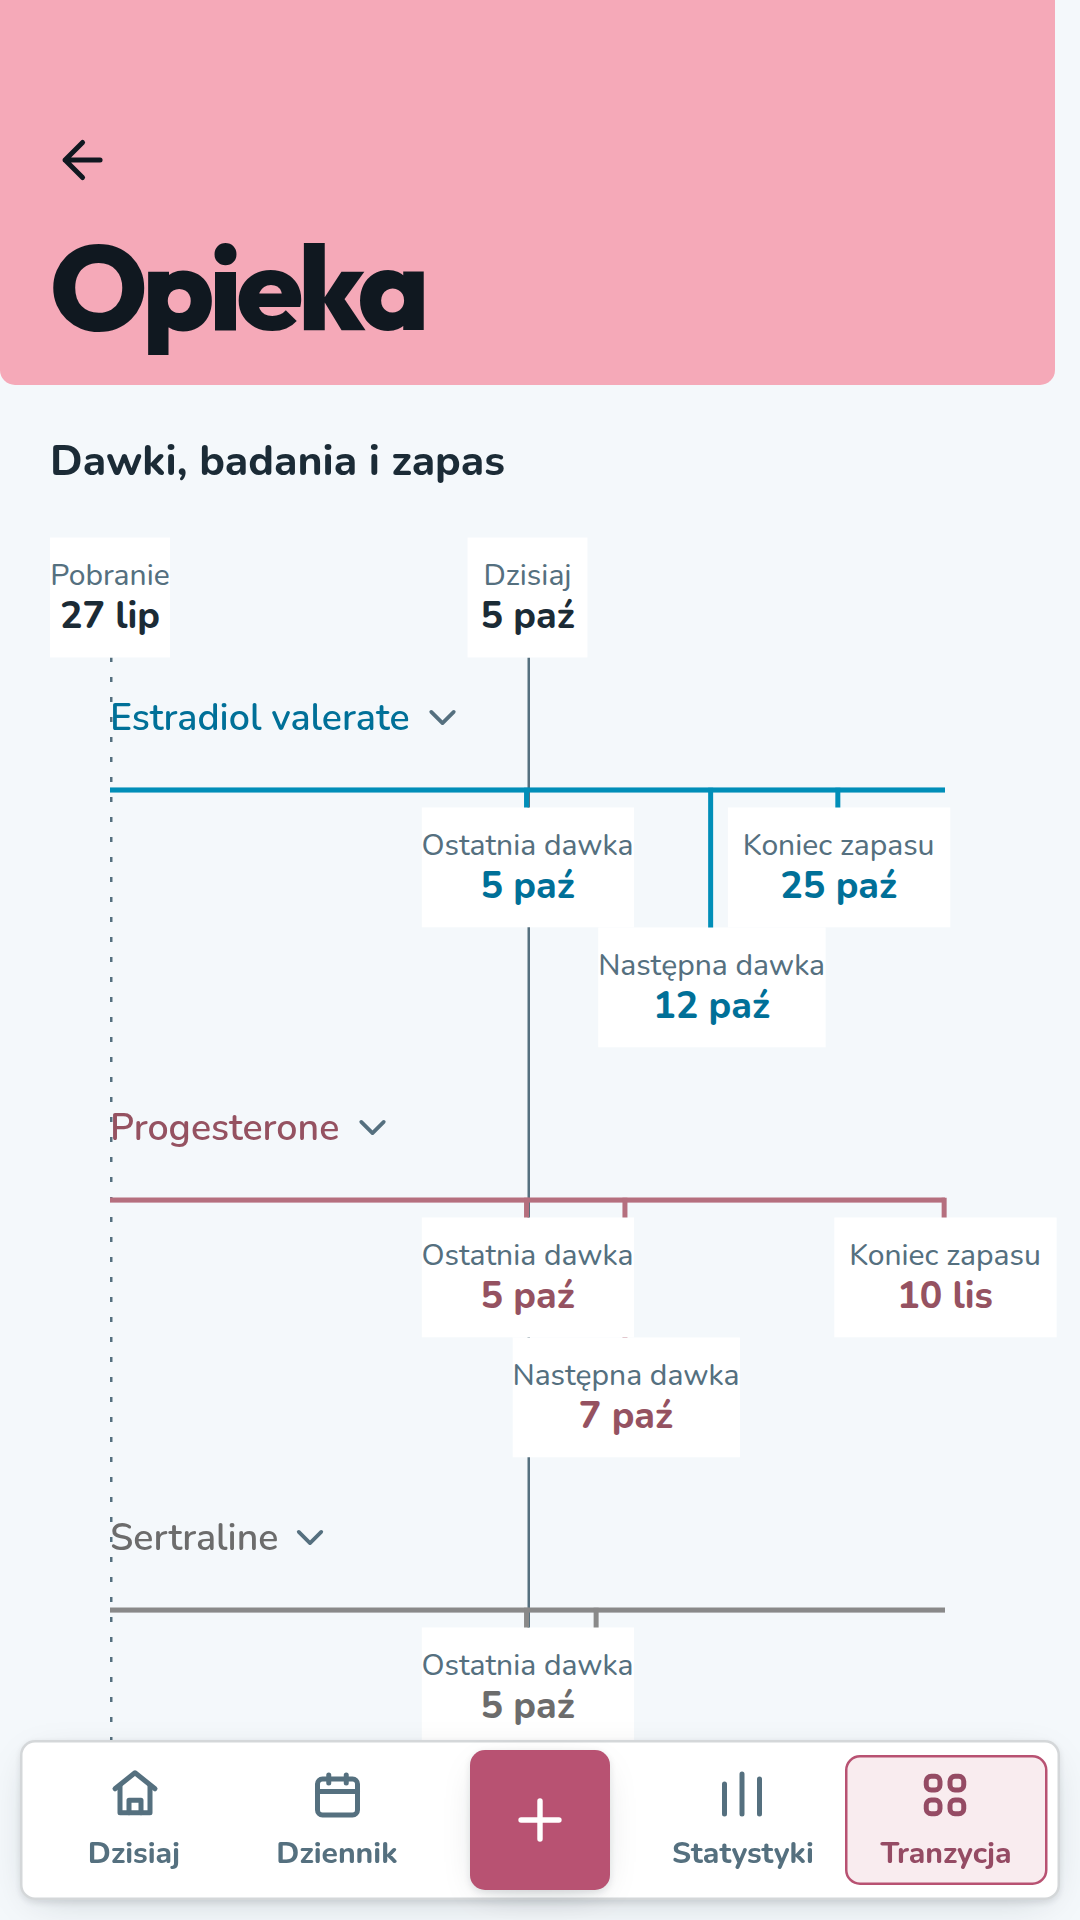 Opieka
Dawki, badania i zapas
Pobranie
27 lip
Dzisiaj
5 paź
Estradiol valerate
Ostatnia dawka
5 paź
Koniec zapasu
25 paź
Następna dawka
12 paź
Progesterone
Ostatnia dawka
5 paź
Koniec zapasu
10 lis
Następna dawka
7 paź
Sertraline
Ostatnia dawka
5 paź
Dzisiaj
Dziennik
Statystyki
Tranzycja